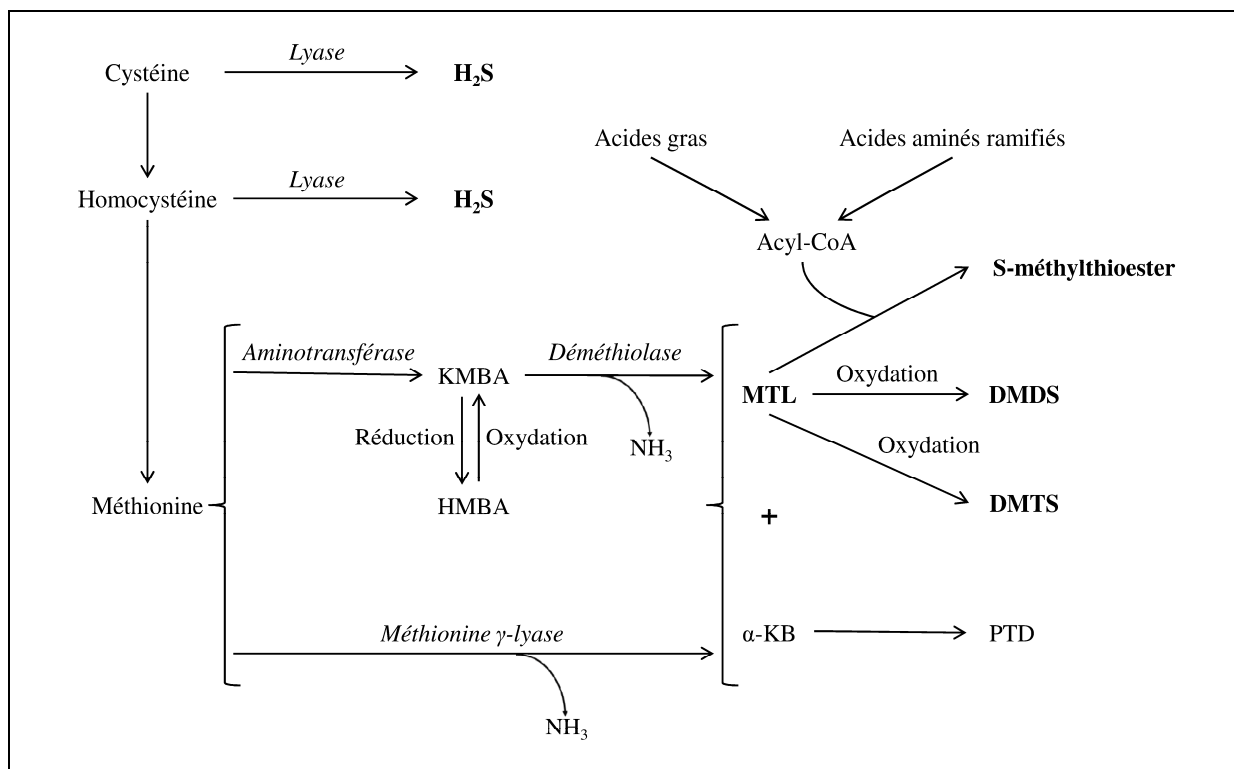 Cystéine
Lyase
H₂S
Acides gras
Acides aminés ramifiés
Homocystéine
Lyase
H₂S
Acyl-CoA
S-méthylthioester
Aminotransférase
KMBA
Déméthiolase
MTL
Oxydation
DMDS
Réduction
Oxydation
NH₃
Oxydation
Méthionine
HMBA
+
DMTS
Méthionine γ-lyase
α-KB
PTD
NH₃